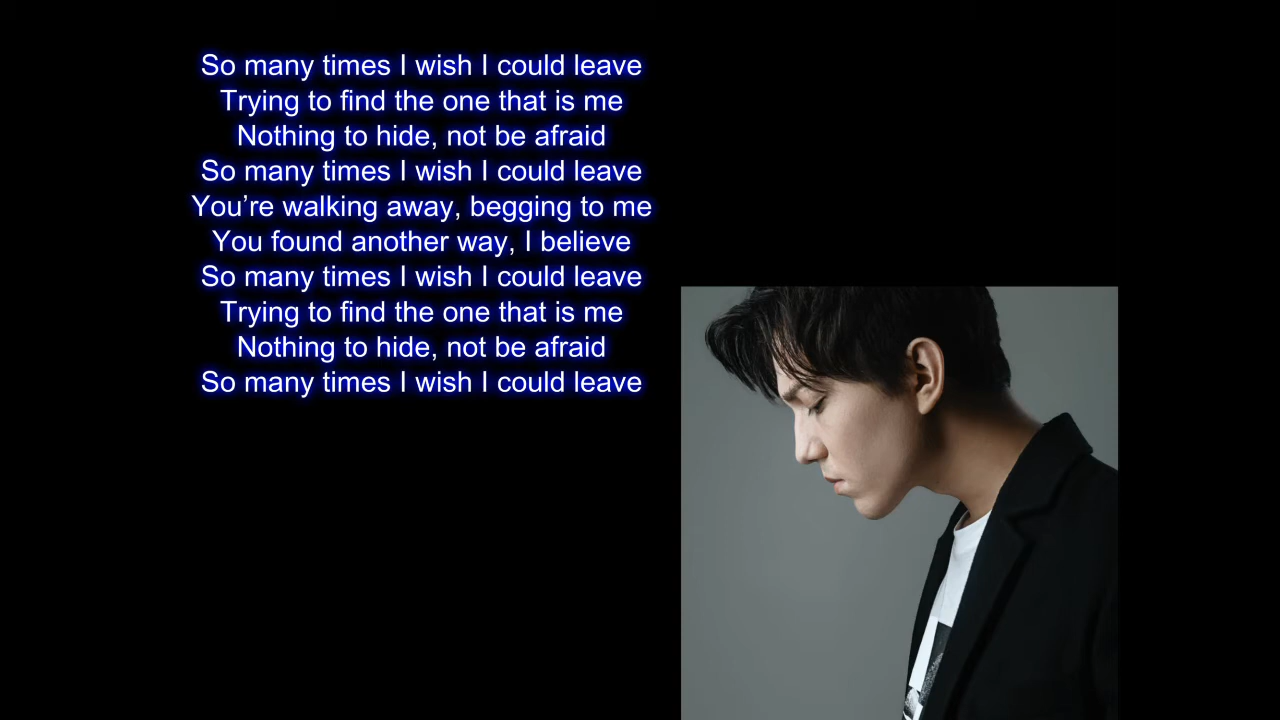 So many times I wish I could leave
Trying to find the one that is me
Nothing to hide, not be afraid
So many times I wish I could leave
You’re walking away, begging to me
You found another way, I believe
So many times I wish I could leave
Trying to find the one that is me
Nothing to hide, not be afraid
So many times I wish I could leave